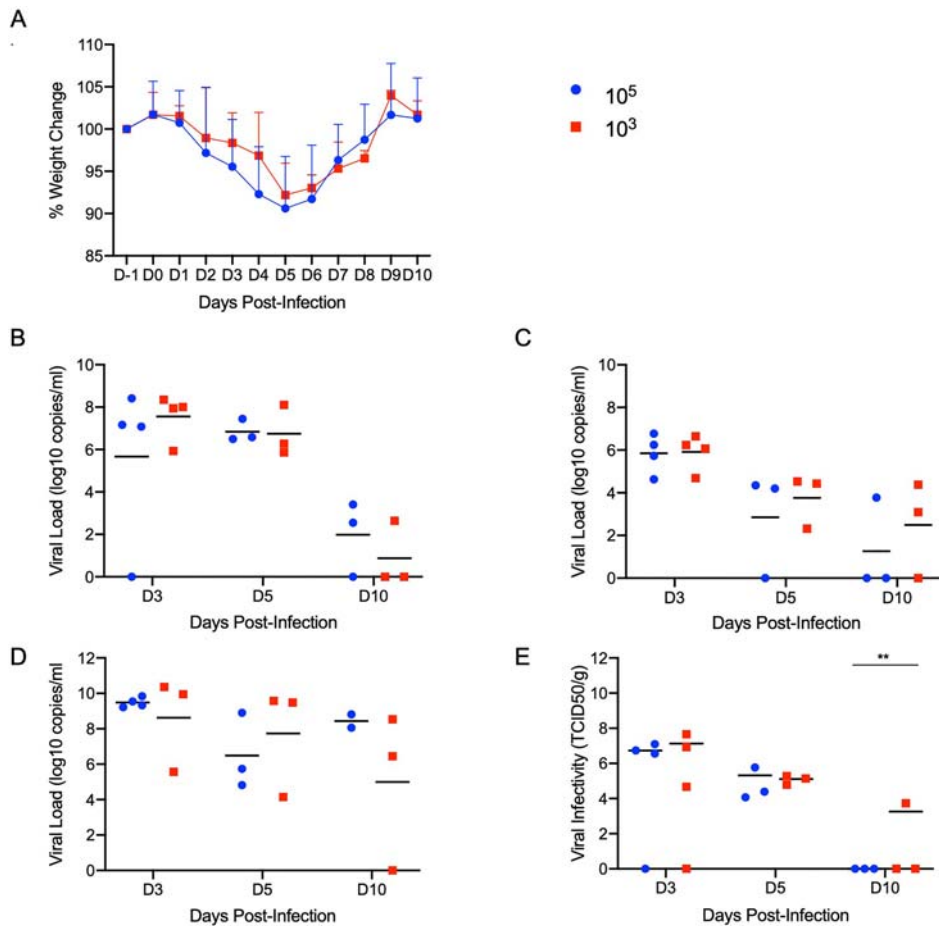 A
110
105
100
95
90
85
% Weight Change
D-1 D0 D1 D2 D3 D4 D5 D6 D7 D8 D9 D10
Days Post-Infection
10⁵
10³
B
10
8
6
4
2
0
Viral Load (log10 copies/ml)
D3 D5 D10
Days Post-Infection
C
10
8
6
4
2
0
Viral Load (log10 copies/ml)
D3 D5 D10
Days Post-Infection
D
12
10
8
6
4
2
0
Viral Load (log10 copies/ml
D3 D5 D10
Days Post-Infection
E
12
10
8
6
4
2
0
Viral Infectivity (TCID50/g)
**
D3 D5 D10
Days Post-Infection